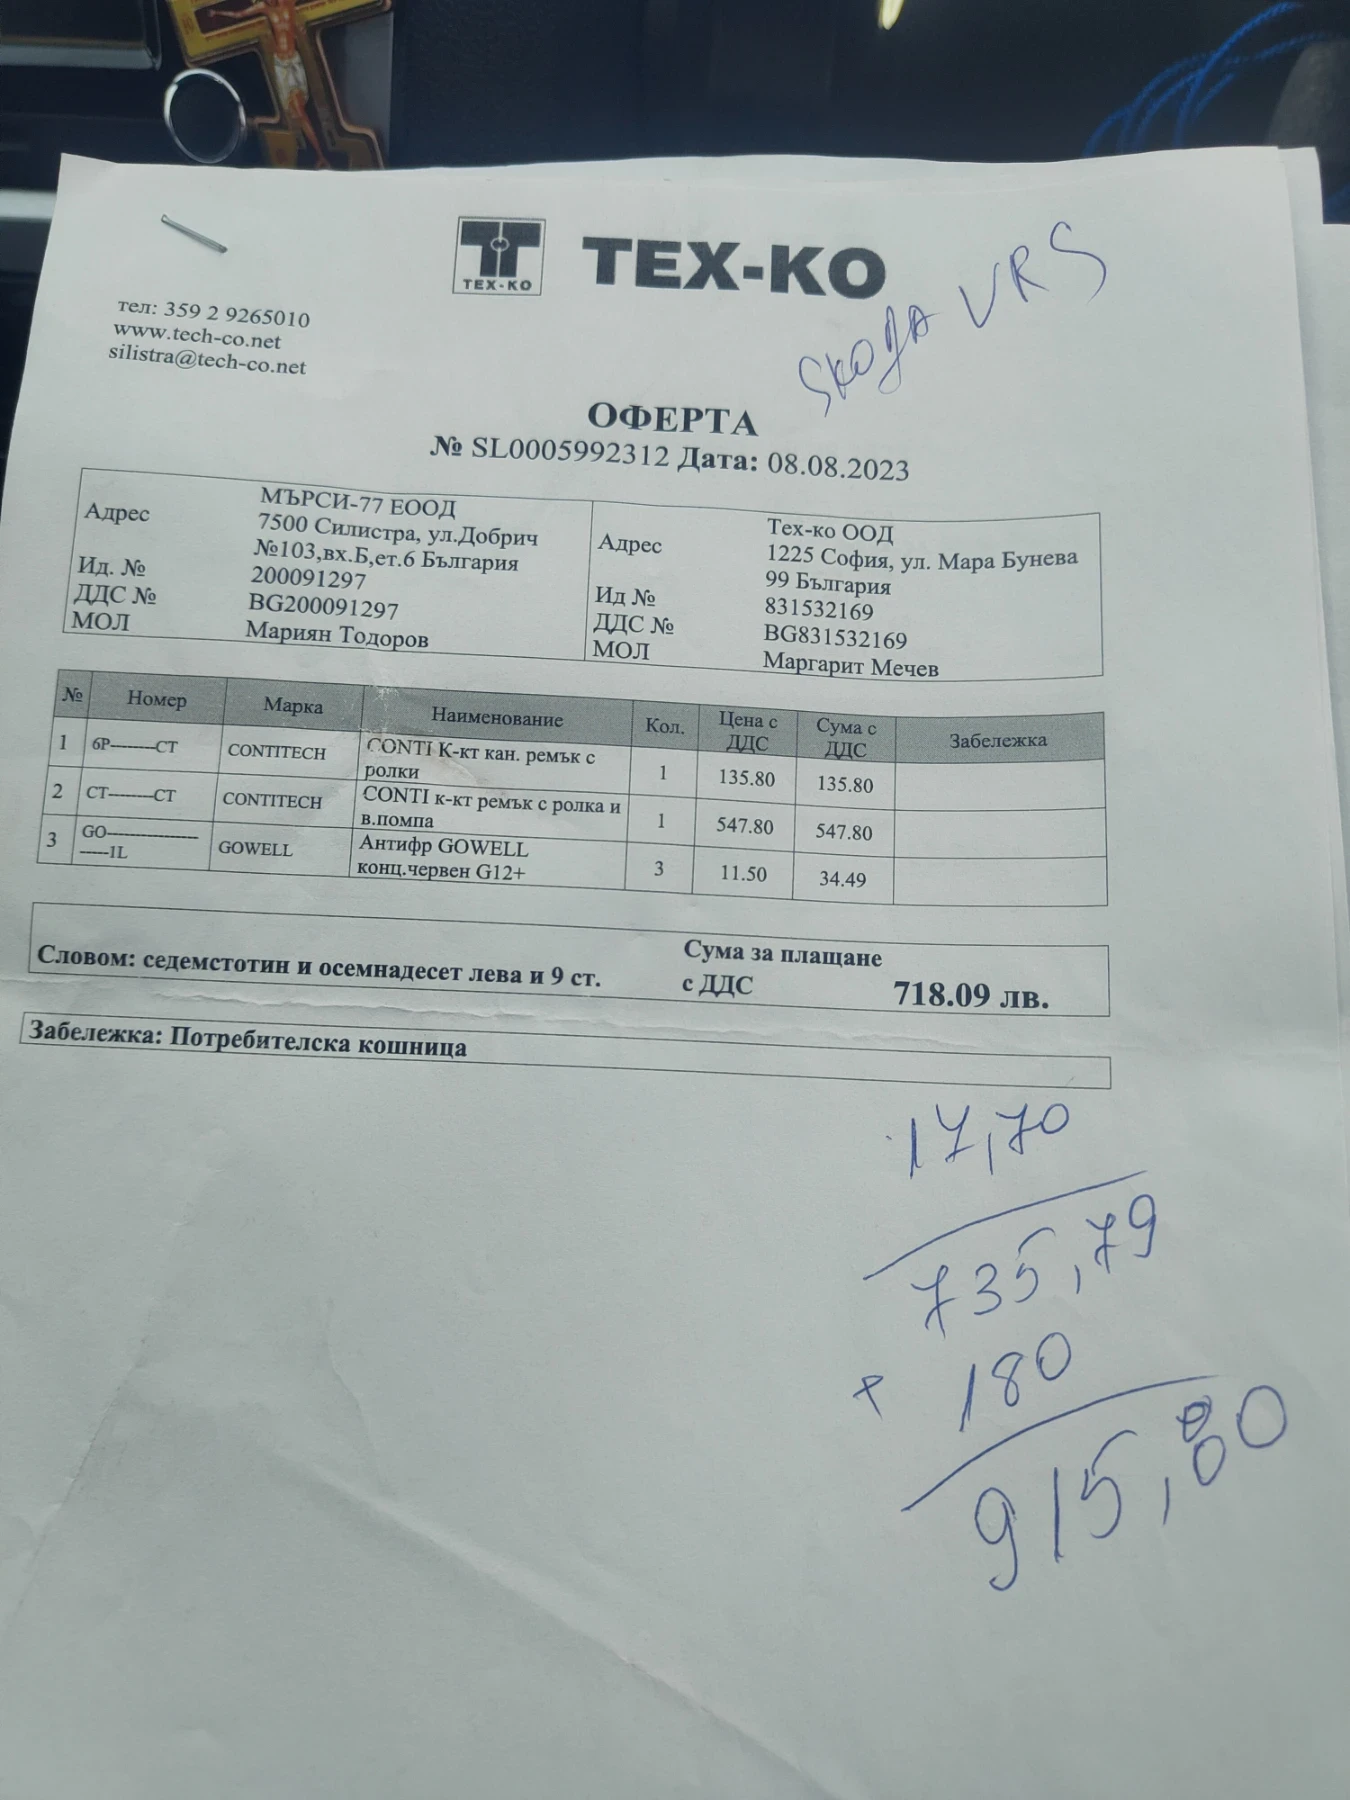 ТЕХ-КО
ТЕХ-КО
SKOДA VRS
тел: 359 2 9265010
www.tech-co.net
silistra@tech-co.net
ОФЕРТА
№ SL0005992312 Дата: 08.08.2023
Адрес МЪРСИ-77 ЕООД
7500 Силистра, ул.Добрич
№103,вх.Б,ет.6 България
Ид. № 200091297
ДДС № BG200091297
МОЛ Мариян Тодоров
Адрес Тех-ко ООД
1225 София, ул. Мара Бунева
99 България
Ид № 831532169
ДДС № BG831532169
МОЛ Маргарит Мечев
№ Номер Марка Наименование Кол. Цена с ДДС Сума с ДДС Забележка
1 6P--------CT CONTITECH CONTI К-кт кан. ремък с
ролки 1 135.80 135.80
2 CT--------CT CONTITECH CONTI к-кт ремък с ролка и
в.помпа 1 547.80 547.80
3 GO-----------------
-----1L GOWELL Антифр GOWELL
конц.червен G12+ 3 11.50 34.49
Словом: седемстотин и осемнадесет лева и 9 ст.
Сума за плащане
с ДДС 718.09 лв.
Забележка: Потребителска кошница
17,70
735,79
+ 180
915,80